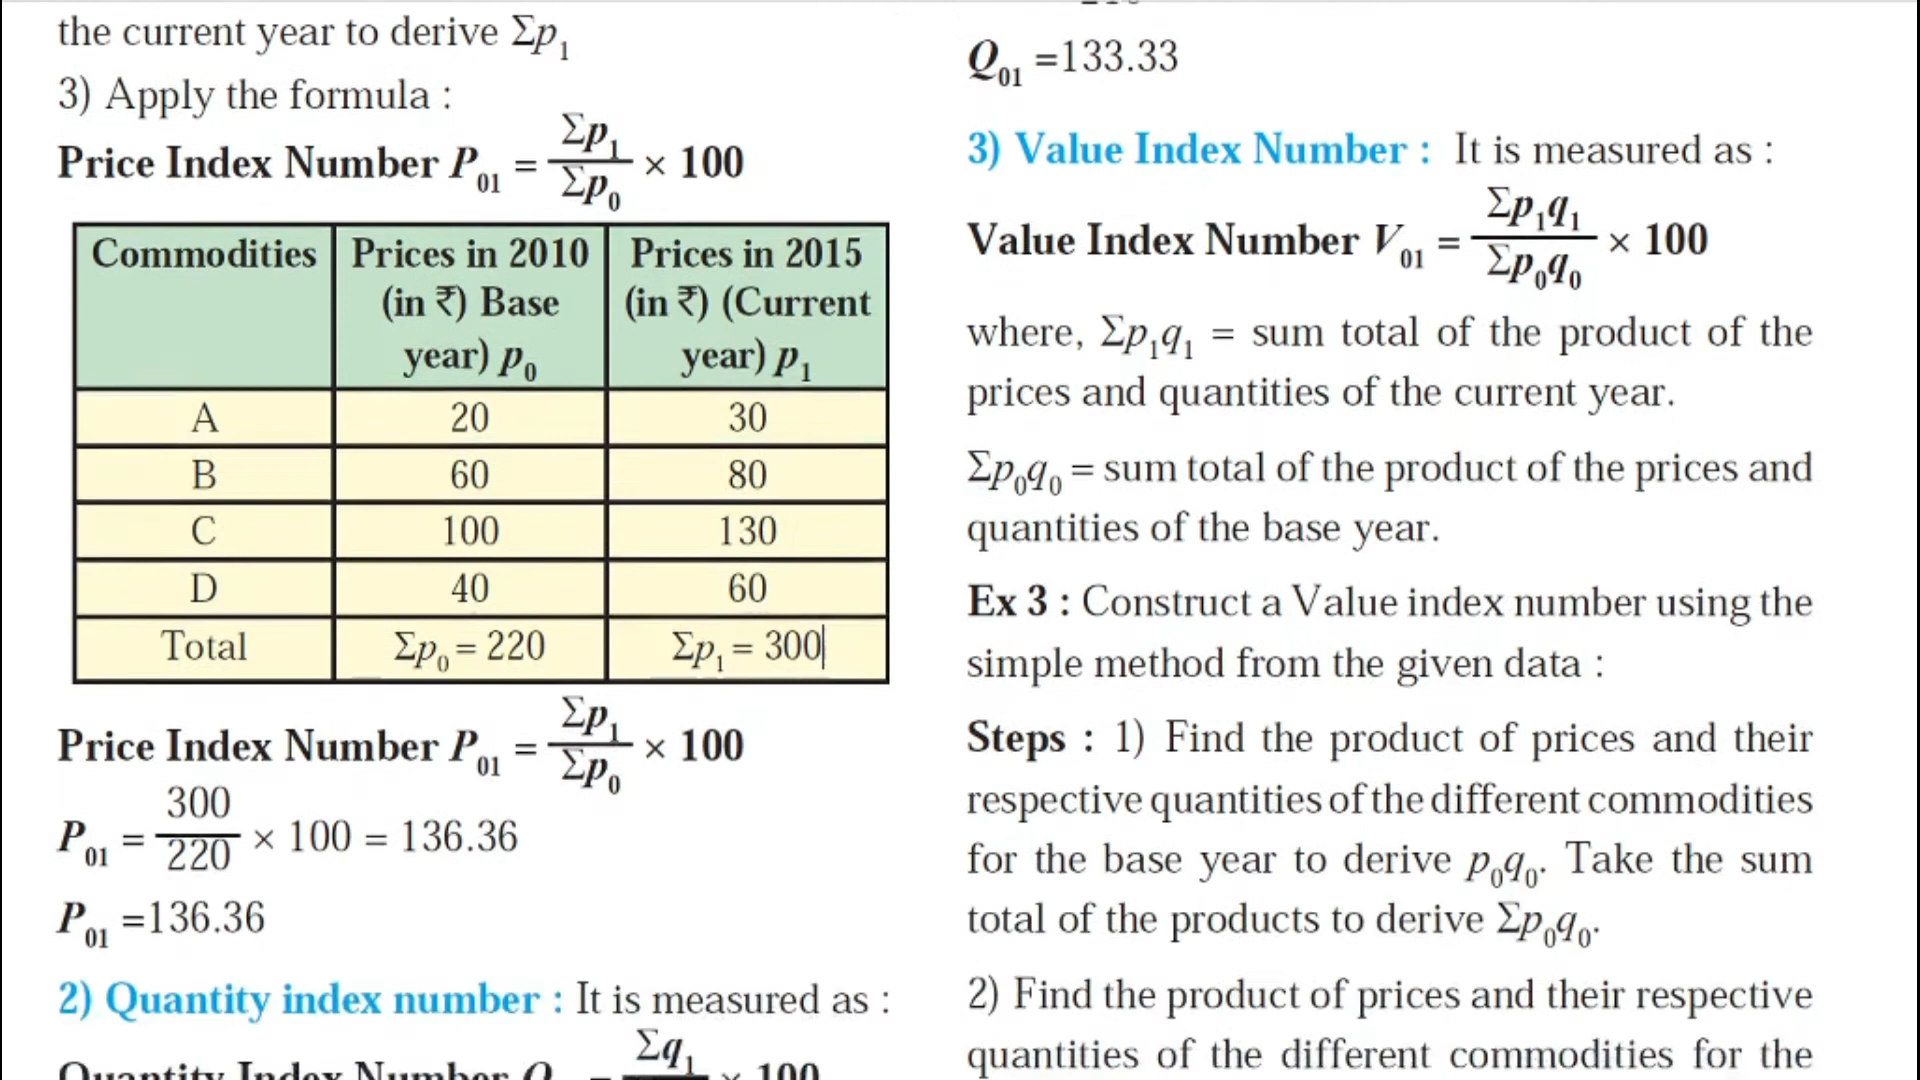 the current year to derive Σp₁
3) Apply the formula :
Price Index Number P₀₁ = Σp₁/Σp₀ × 100
Commodities | Prices in 2010 (in ₹) Base year) p₀ | Prices in 2015 (in ₹) (Current year) p₁
A | 20 | 30
B | 60 | 80
C | 100 | 130
D | 40 | 60
Total | Σp₀ = 220 | Σp₁ = 300
Price Index Number P₀₁ = Σp₁/Σp₀ × 100
P₀₁ = 300/220 × 100 = 136.36
P₀₁ =136.36
2) Quantity index number : It is measured as :
Quantity Index Number Q = Σq₁ × 100
Q₀₁ =133.33
3) Value Index Number : It is measured as :
Value Index Number V₀₁ = Σp₁q₁/Σp₀q₀ × 100
where, Σp₁q₁ = sum total of the product of the
prices and quantities of the current year.
Σp₀q₀ = sum total of the product of the prices and
quantities of the base year.
Ex 3 : Construct a Value index number using the
simple method from the given data :
Steps : 1) Find the product of prices and their
respective quantities of the different commodities
for the base year to derive p₀q₀. Take the sum
total of the products to derive Σp₀q₀.
2) Find the product of prices and their respective
quantities of the different commodities for the